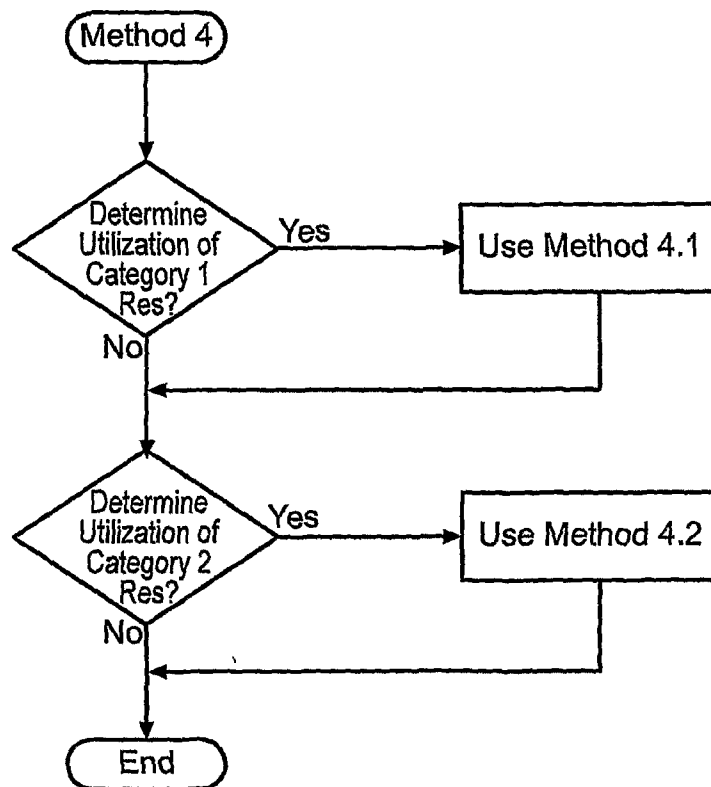 Method 4
Determine
Utilization of
Category 1
Res?
Yes
Use Method 4.1
No
Determine
Utilization of
Category 2
Res?
Yes
Use Method 4.2
No
End